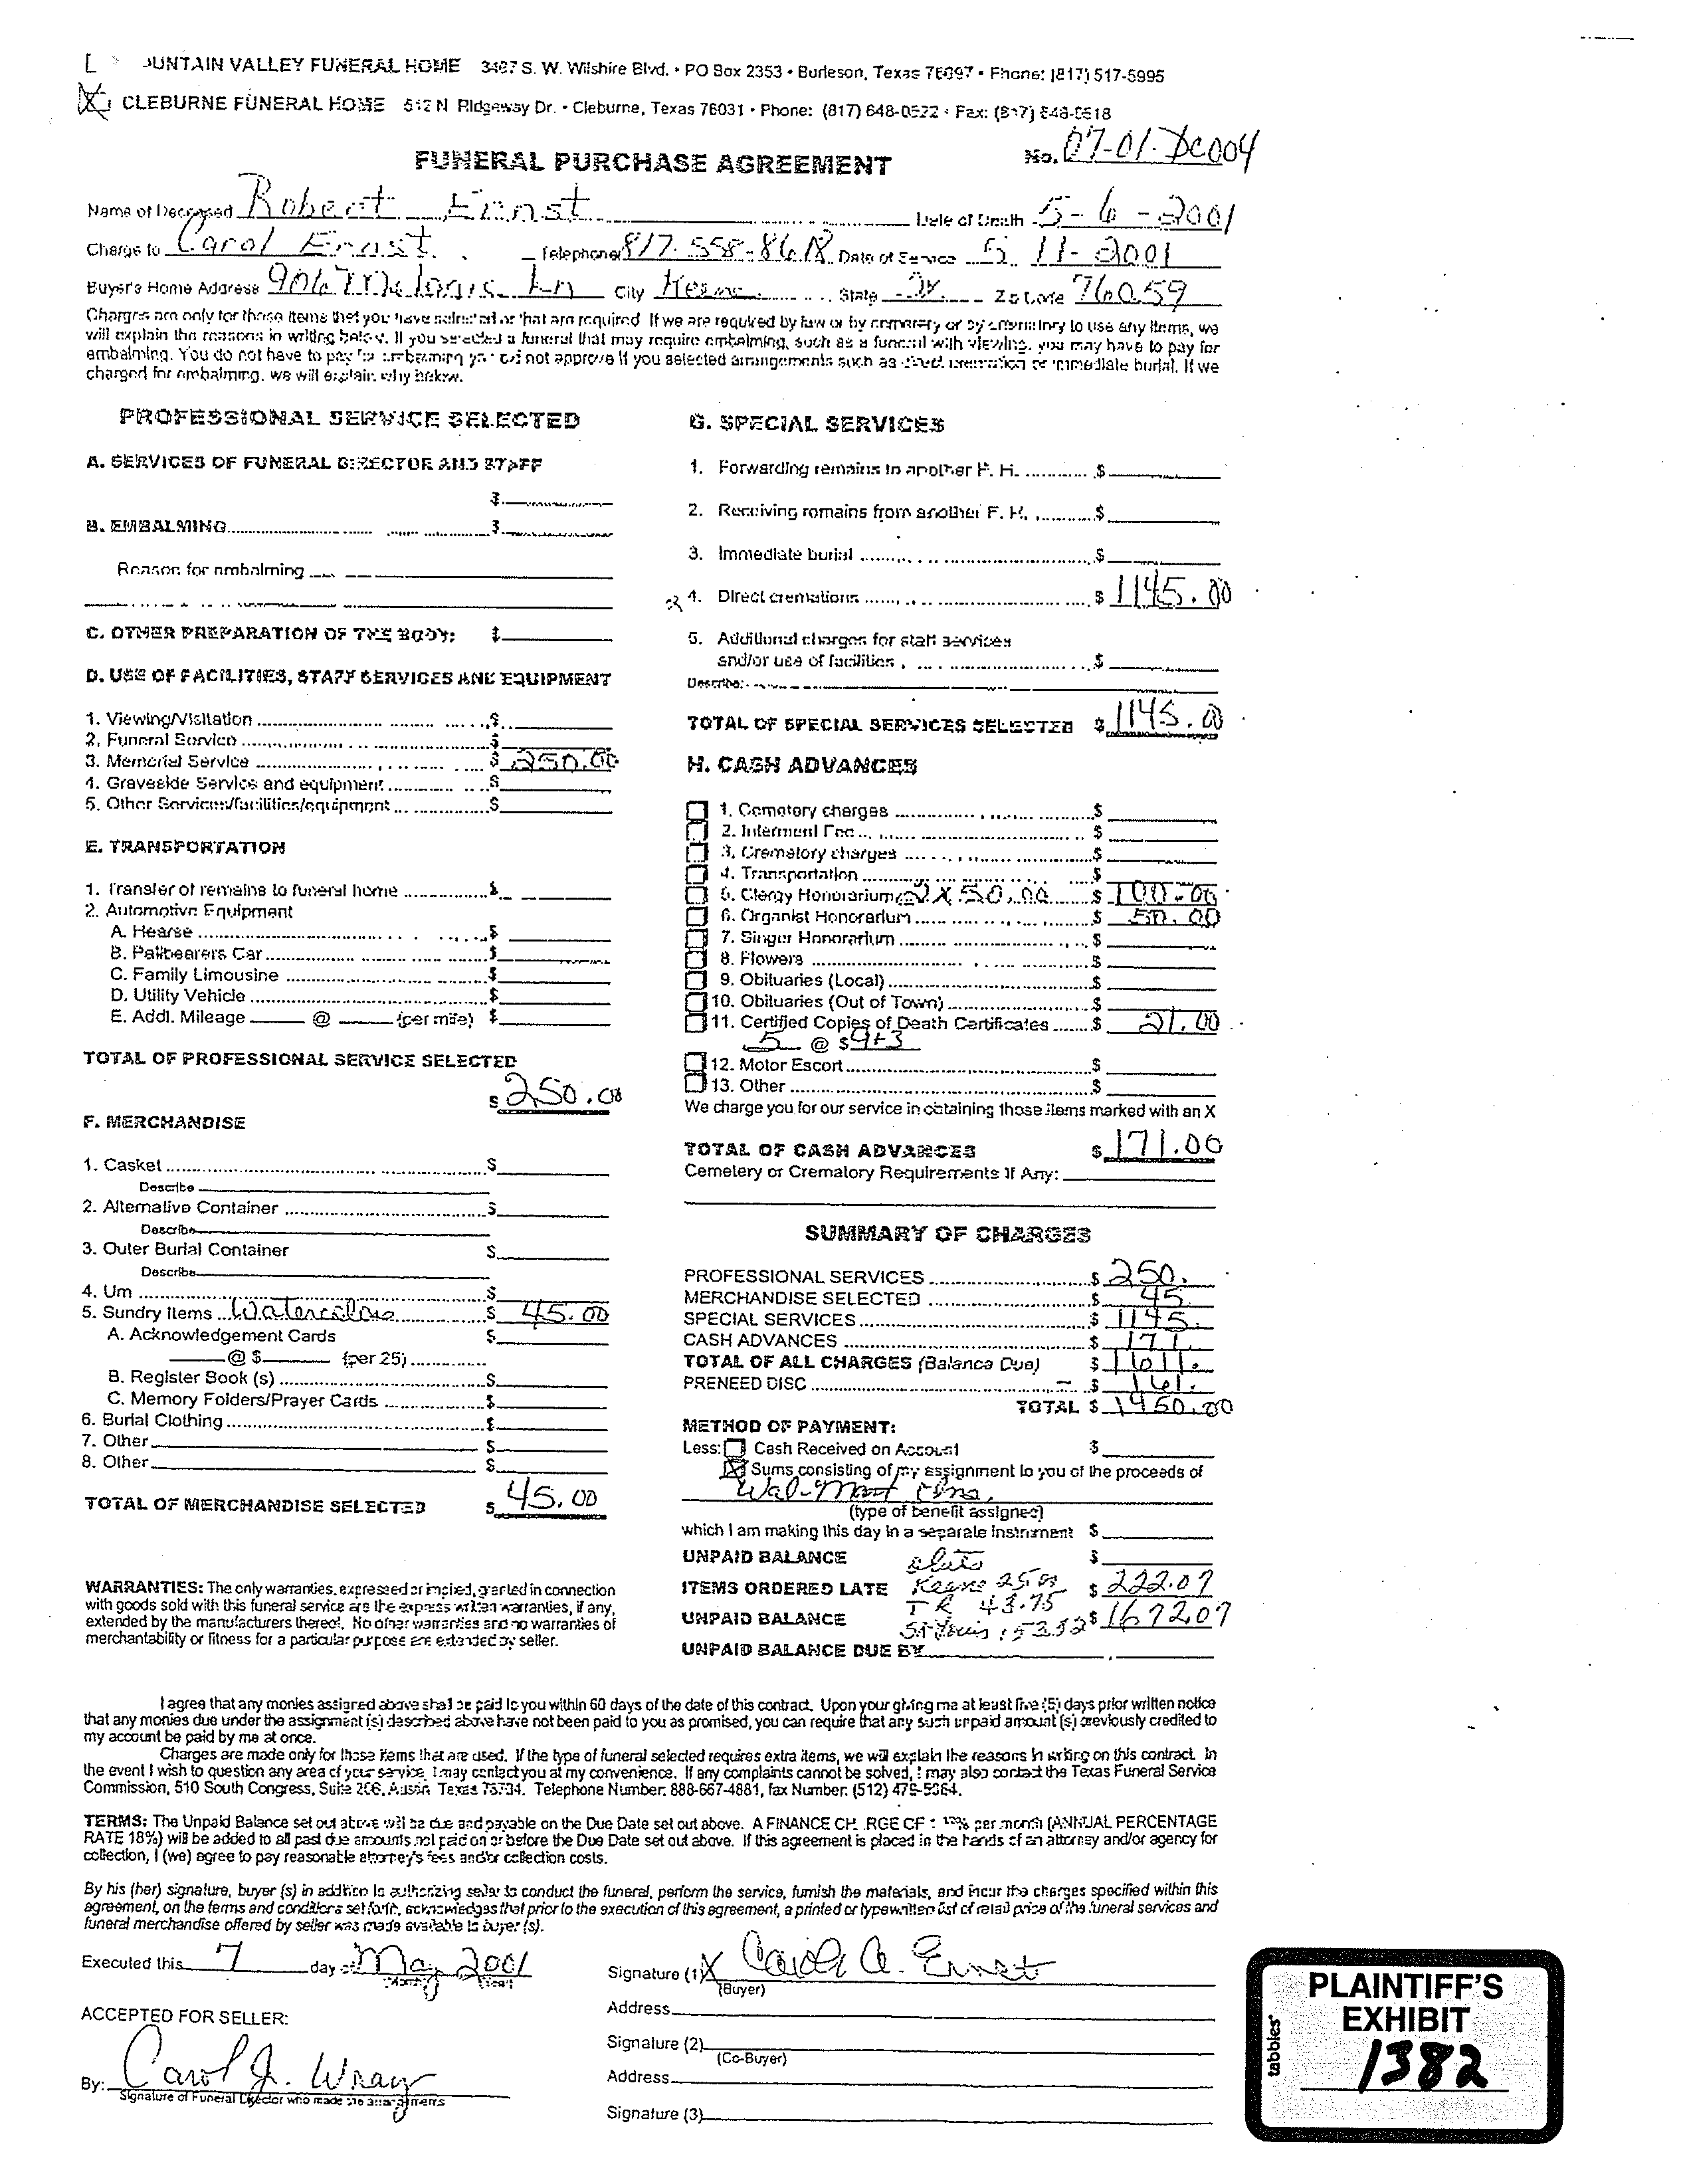 JUNTAIN VALLEY FUNERAL HOME 3487 S. W. Wilshire Blvd. • PO Box 2353 • Burleson, Texas 76097 • Phone: (817) 517-5995
CLEBURNE FUNERAL HOME 512 N Ridgeway Dr. • Cleburne, Texas 76031 • Phone: (817) 648-0522 • Fax: (817) 648-0518
FUNERAL PURCHASE AGREEMENT No. 07-01-DC004
Name of Deceased Robert Ernst Date of Death 5-6-2001
Charge to Carol Ernst Telephone 817-558-8618 Date of Service 5-11-2001
Buyer's Home Address City Keene State Tx. Zip Code 76059
Charges are only for those items that you have selected or that are required. If we are required by law or by cemetery or by crematory to use any items, we
will explain the reasons in writing below. If you selected a funeral that may require embalming, such as a funeral with viewing, you may have to pay for
embalming. You do not have to pay for embalming you did not approve if you selected arrangements such as direct cremation or immediate burial. If we
charged for embalming, we will explain why below.
PROFESSIONAL SERVICE SELECTED
A. SERVICES OF FUNERAL DIRECTOR AND STAFF
$
B. EMBALMING $
Reason for embalming
C. OTHER PREPARATION OF THE BODY: $
D. USE OF FACILITIES, STAFF SERVICES AND EQUIPMENT
1. Viewing/Visitation $
2. Funeral Service $
3. Memorial Service $ 250.00
4. Graveside Service and equipment $
5. Other Services/facilities/equipment $
E. TRANSPORTATION
1. Transfer of remains to funeral home $
2. Automotive Equipment
A. Hearse $
B. Pallbearers Car $
C. Family Limousine $
D. Utility Vehicle $
E. Addl. Mileage @ (per mile) $
TOTAL OF PROFESSIONAL SERVICE SELECTED
$ 250.00
F. MERCHANDISE
1. Casket $
Describe
2. Alternative Container $
Describe
3. Outer Burial Container $
Describe
4. Urn $
5. Sundry Items $ 45.00
A. Acknowledgement Cards $
@ $ (per 25)
B. Register Book (s) $
C. Memory Folders/Prayer Cards $
6. Burial Clothing $
7. Other $
8. Other $
TOTAL OF MERCHANDISE SELECTED $ 45.00
WARRANTIES: The only warranties, expressed or implied, granted in connection
with goods sold with this funeral service are the express written warranties, if any,
extended by the manufacturers thereof. No other warranties and no warranties of
merchantability or fitness for a particular purpose are extended by seller.
G. SPECIAL SERVICES
1. Forwarding remains to another F. H. $
2. Receiving remains from another F. H. $
3. Immediate burial $
4. Direct cremations $ 1145.00
5. Additional charges for staff services
and/or use of facilities $
Describe:
TOTAL OF SPECIAL SERVICES SELECTED $ 1145.00
H. CASH ADVANCES
1. Cemetery charges $
2. Interment Fee $
3. Crematory charges $
4. Transportation $
5. Clergy Honorarium 2 X 50.00 $ 100.00
6. Organist Honorarium $ 50.00
7. Singer Honorarium $
8. Flowers $
9. Obituaries (Local) $
10. Obituaries (Out of Town) $
11. Certified Copies of Death Certificates $ 21.00
5 @ $ 9+3
12. Motor Escort $
13. Other $
We charge you for our service in obtaining those items marked with an X
TOTAL OF CASH ADVANCES $ 171.00
Cemetery or Crematory Requirements If Any:
SUMMARY OF CHARGES
PROFESSIONAL SERVICES $ 250.
MERCHANDISE SELECTED $ 45
SPECIAL SERVICES $ 1145.
CASH ADVANCES $ 171.
TOTAL OF ALL CHARGES (Balance Due) $ 1611.
PRENEED DISC — $ 161.
TOTAL $ 1450.00
METHOD OF PAYMENT:
Less: Cash Received on Account $
Sums consisting of my assignment to you of the proceeds of
Wal-Mart Ins.
(type of benefit assigned)
which I am making this day in a separate instrument $
UNPAID BALANCE $
ITEMS ORDERED LATE Keene $ 222.07
UNPAID BALANCE TR 43.75 $ 1672.07
St Louis 153.32
UNPAID BALANCE DUE BY
I agree that any monies assigned above shall be paid to you within 60 days of the date of this contract. Upon your giving me at least five (5) days prior written notice
that any monies due under the assignment (s) described above have not been paid to you as promised, you can require that any such unpaid amount (s) previously credited to
my account be paid by me at once.
Charges are made only for those items that are used. If the type of funeral selected requires extra items, we will explain the reasons in writing on this contract. In
the event I wish to question any area of your service, I may contact you at my convenience. If any complaints cannot be solved, I may also contact the Texas Funeral Service
Commission, 510 South Congress, Suite 206, Austin, Texas 78704. Telephone Number: 888-667-4881, fax Number: (512) 475-5064.
TERMS: The Unpaid Balance set out above will be due and payable on the Due Date set out above. A FINANCE CH RGE OF per month (ANNUAL PERCENTAGE
RATE 18%) will be added to all past due amounts not paid on or before the Due Date set out above. If this agreement is placed in the hands of an attorney and/or agency for
collection, I (we) agree to pay reasonable attorney's fees and/or collection costs.
By his (her) signature, buyer (s) in addition to authorizing seller to conduct the funeral, perform the service, furnish the materials, and incur the charges specified within this
agreement, on the terms and conditions set forth, acknowledges that prior to the execution of this agreement, a printed or typewritten list of retail price of the funeral services and
funeral merchandise offered by seller was made available to buyer (s).
Executed this 7 day of May 2001
(Month) (Year)
ACCEPTED FOR SELLER:
By: Carol J. Wray
Signature of Funeral Director who made the arrangements
Signature (1) X Carol A. Ernst
(Buyer)
Address
Signature (2)
(Co-Buyer)
Address
Signature (3)
tabbies
PLAINTIFF'S
EXHIBIT
1382